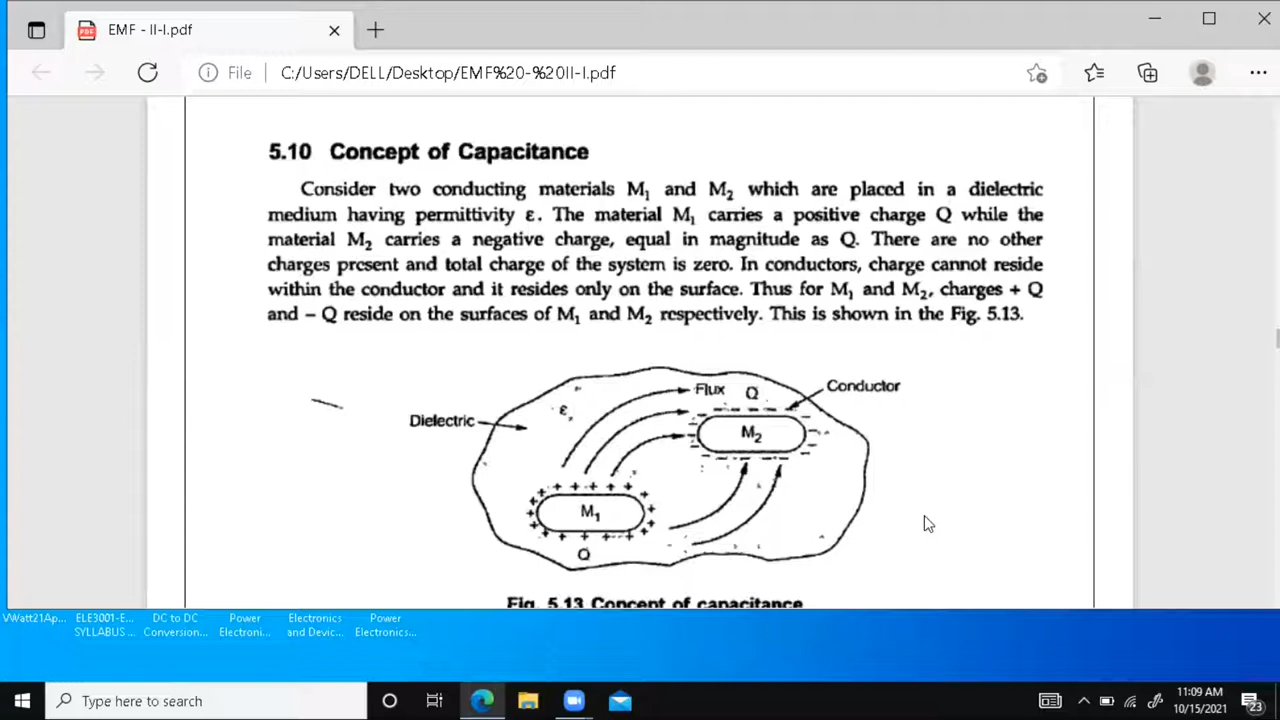 EMF - II-I.pdf
File
C:/Users/DELL/Desktop/EMF%20-%20II-I.pdf
5.10 Concept of Capacitance
Consider two conducting materials M₁ and M₂ which are placed in a dielectric
medium having permittivity ε. The material M₁ carries a positive charge Q while the
material M₂ carries a negative charge, equal in magnitude as Q. There are no other
charges present and total charge of the system is zero. In conductors, charge cannot reside
within the conductor and it resides only on the surface. Thus for M₁ and M₂, charges + Q
and – Q reside on the surfaces of M₁ and M₂ respectively. This is shown in the Fig. 5.13.
Flux
Q
Conductor
ε
Dielectric
M₂
M₁
Q
Fig. 5.13 Concept of capacitance
VWatt21Ap...
ELE3001-E...
SYLLABUS ...
DC to DC
Conversion...
Power
Electroni...
Electronics
and Devic...
Power
Electronics...
Type here to search
11:09 AM
10/15/2021
23